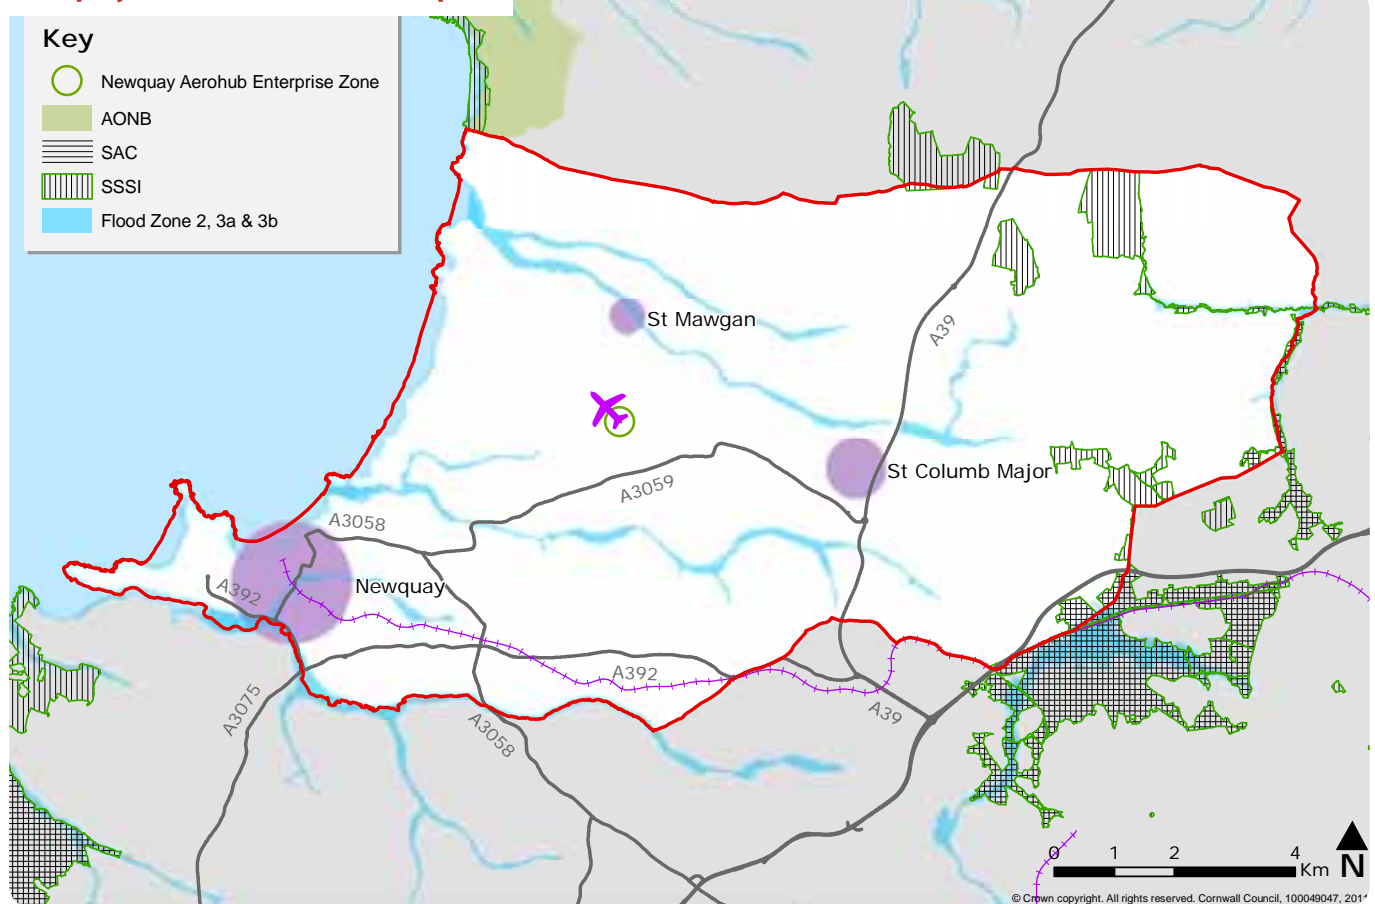 Key
Newquay Aerohub Enterprise Zone
AONB
SAC
SSSI
Flood Zone 2, 3a & 3b
St Mawgan
A39
St Columb Major
A3059
A3058
Newquay
A392
A392
A3075
A3058
A39
0 1 2 4
Km
N
© Crown copyright. All rights reserved. Cornwall Council, 100049047,